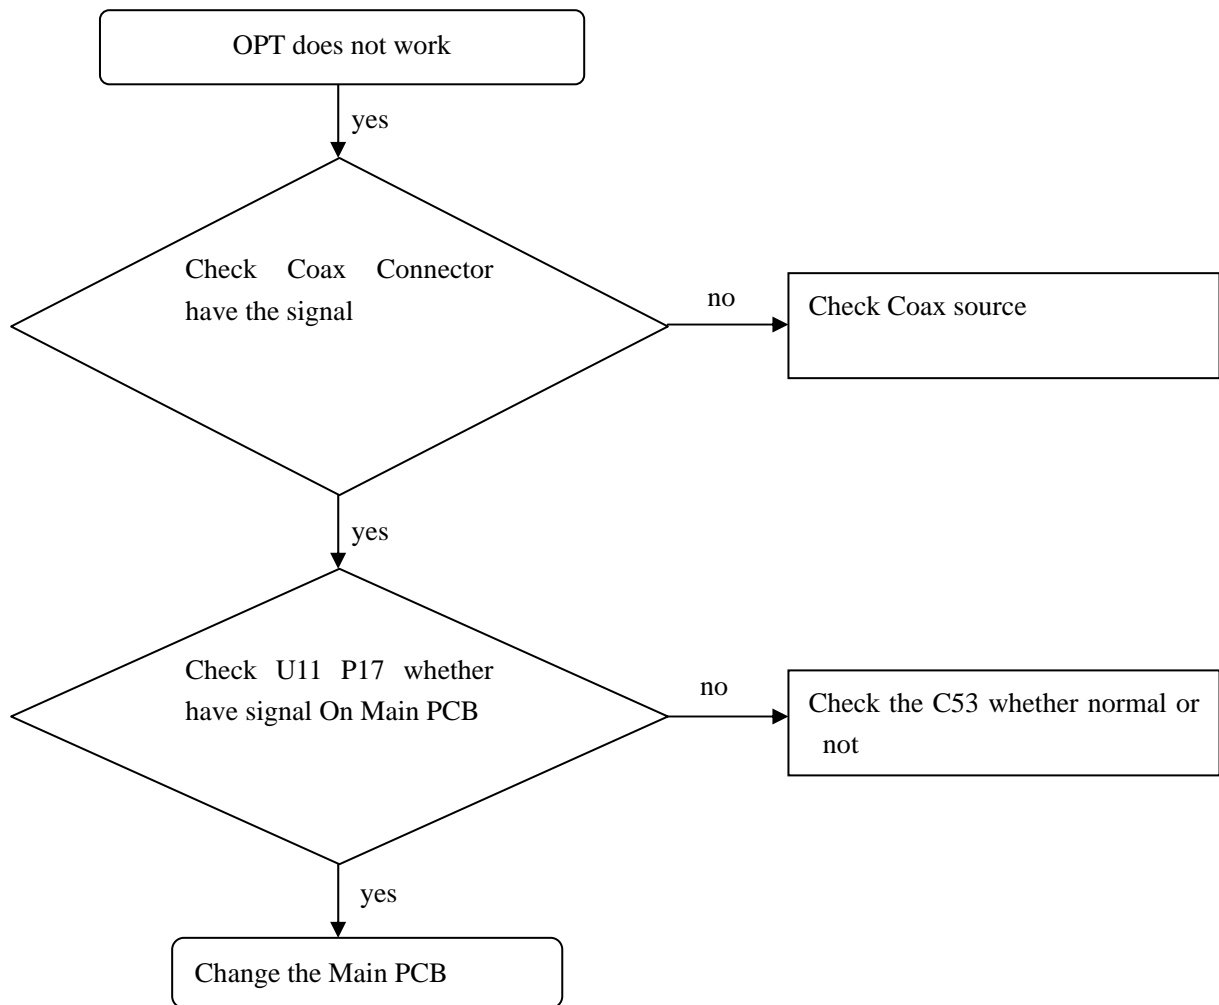 OPT does not work
yes
Check Coax Connector
have the signal
no
Check Coax source
yes
Check U11 P17 whether
have signal On Main PCB
no
Check the C53 whether normal or
not
yes
Change the Main PCB